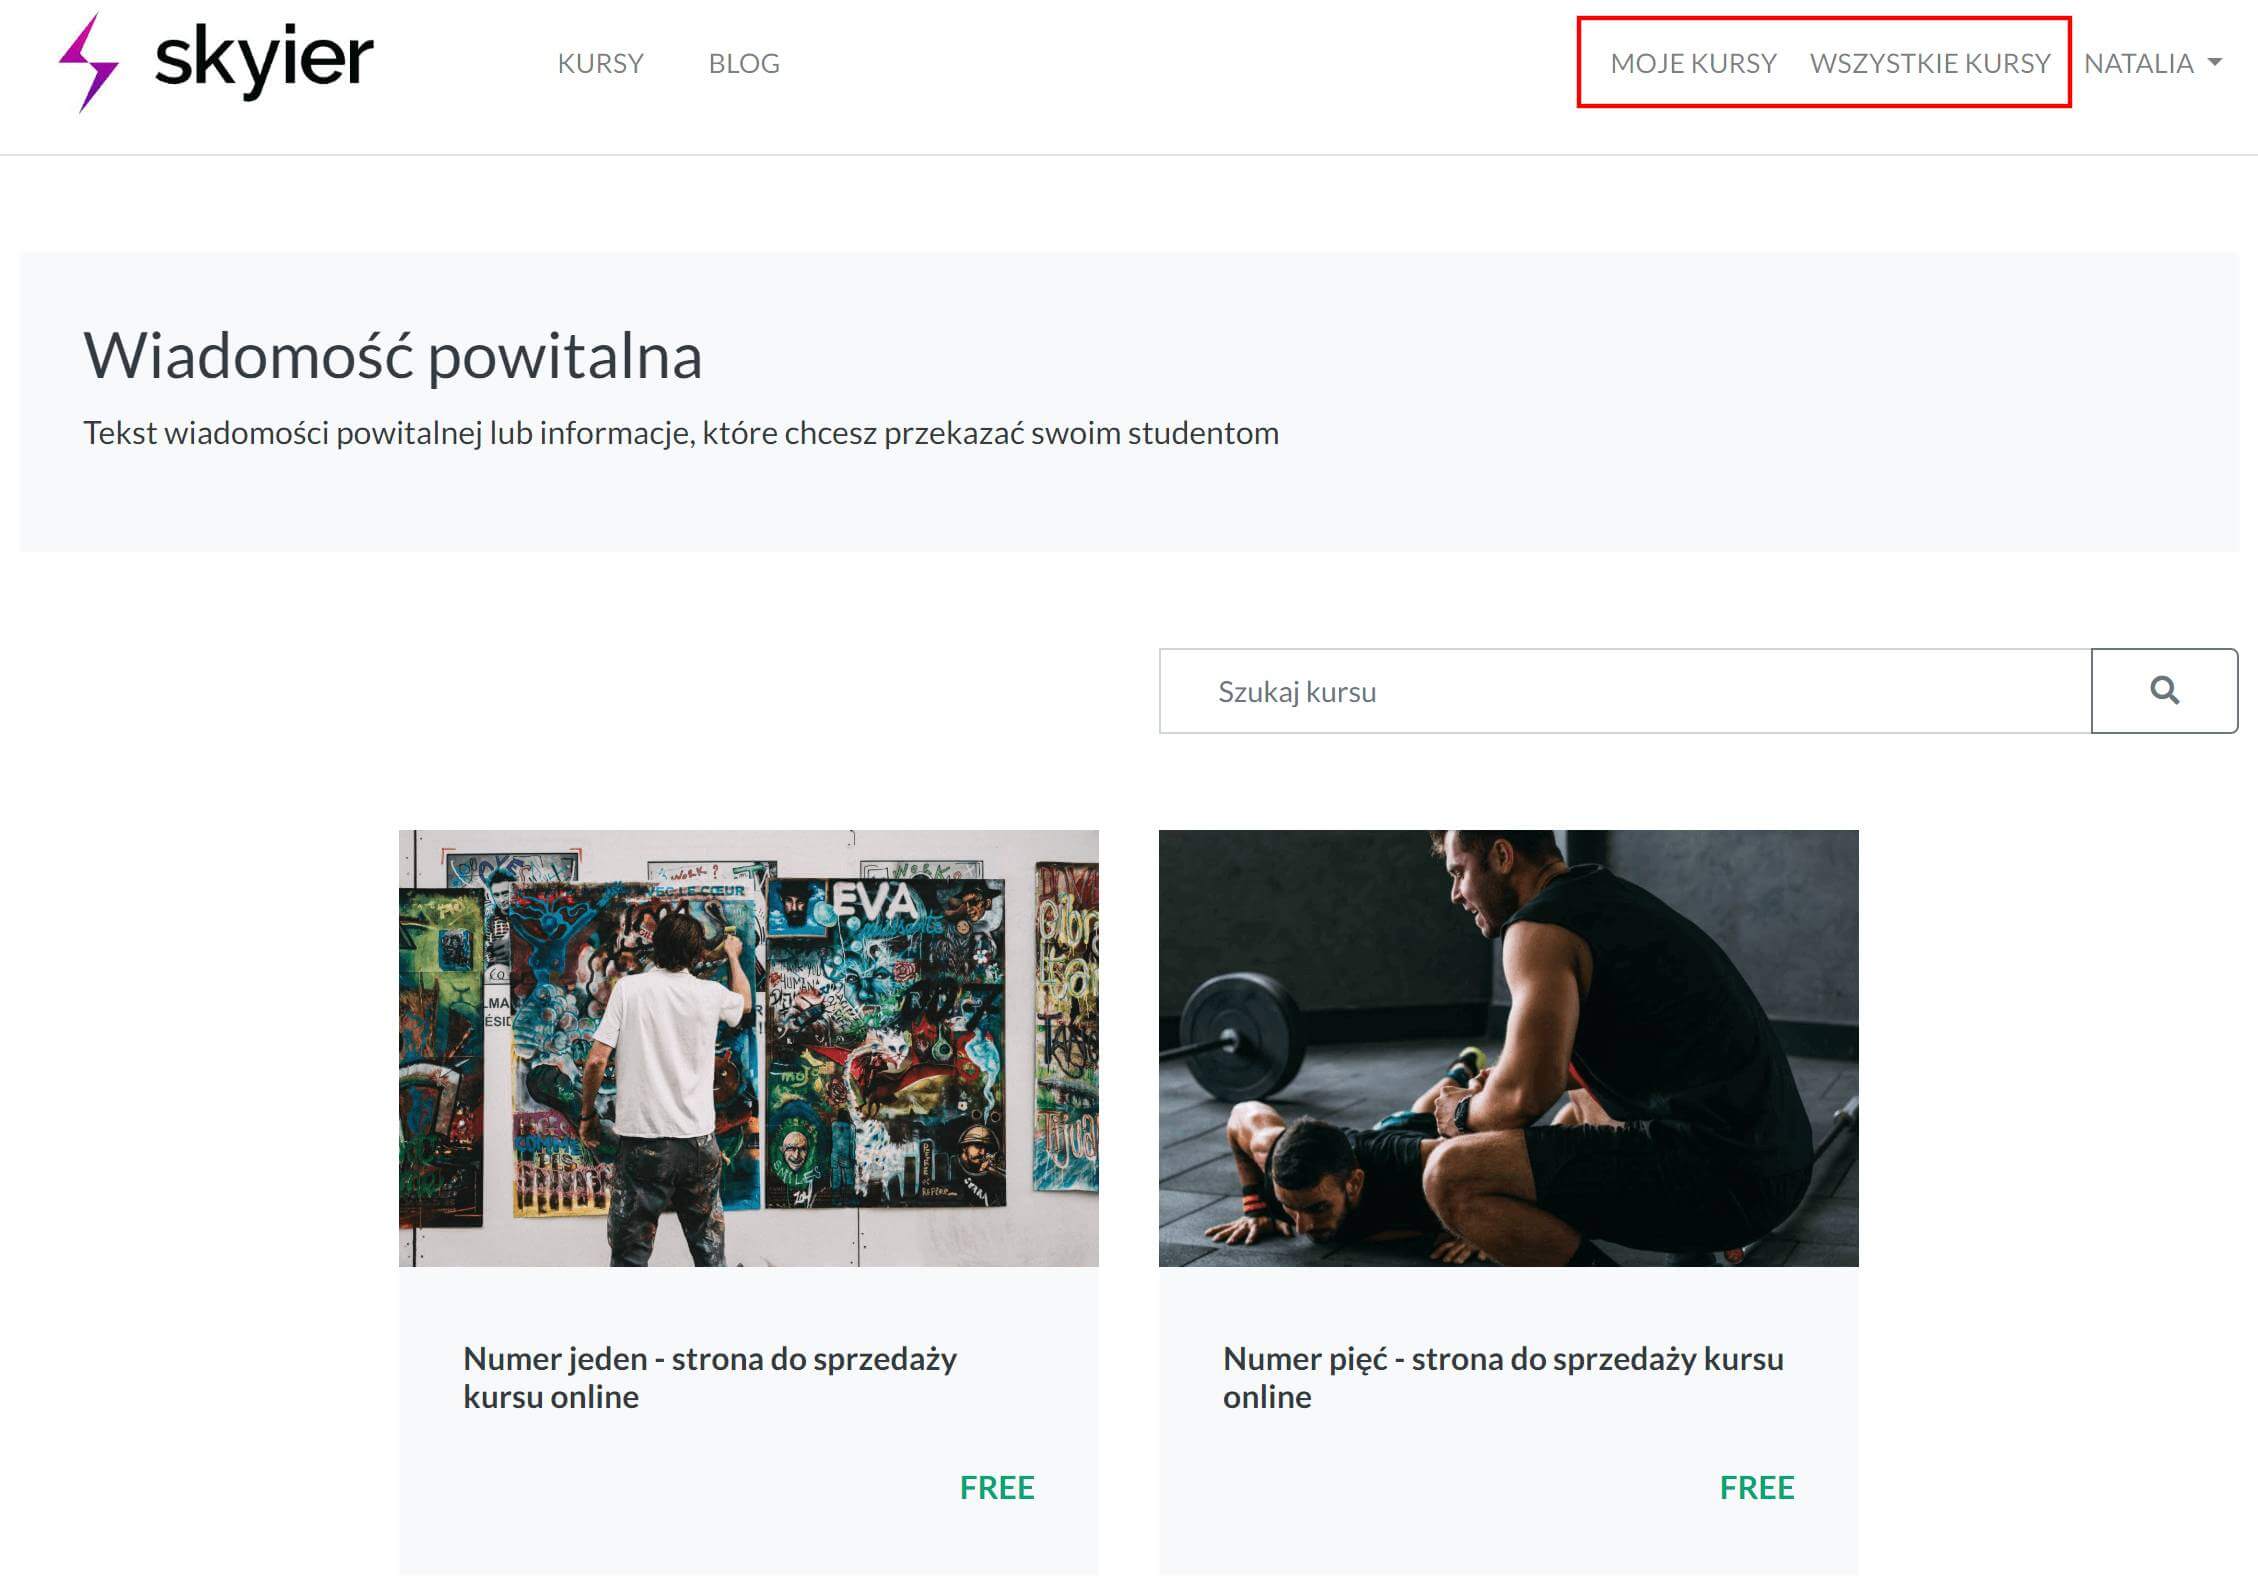 skyier
KURSY BLOG
MOJE KURSY WSZYSTKIE KURSY NATALIA
Wiadomość powitalna
Tekst wiadomości powitalnej lub informacje, które chcesz przekazać swoim studentom
Szukaj kursu
EVA
Numer jeden - strona do sprzedaży
kursu online
FREE
Numer pięć - strona do sprzedaży kursu
online
FREE